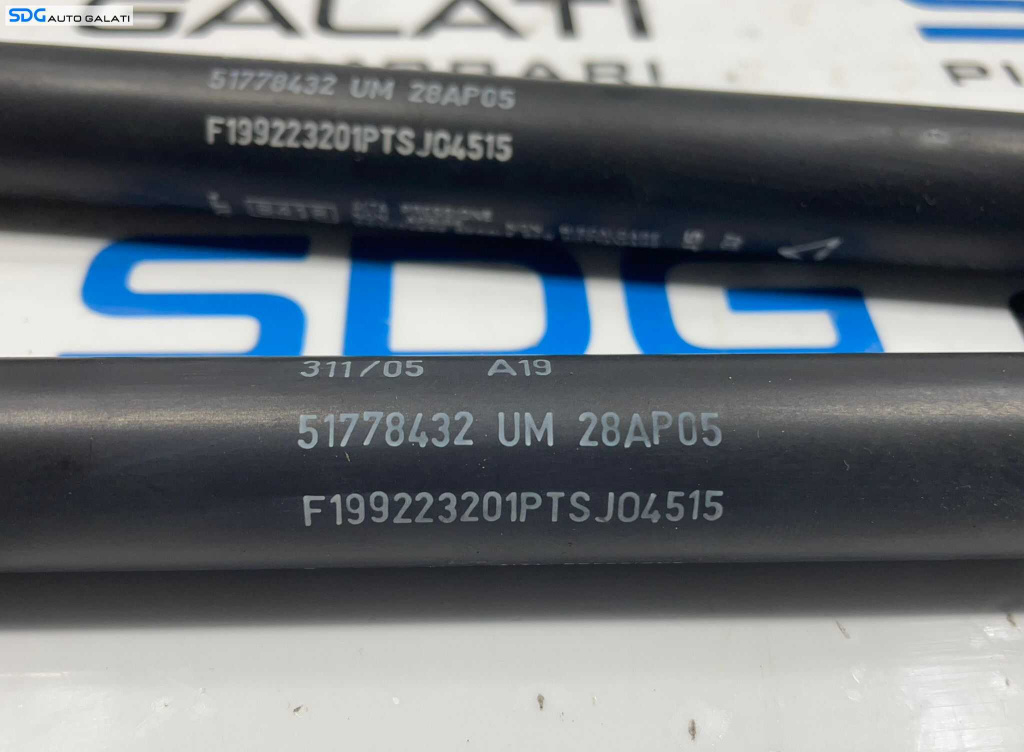 SDG AUTO GALATI
GALATI
51778432 UM 28AP05
F199223201PTSJ04515
SDG
311/05 A19
51778432 UM 28AP05
F199223201PTSJ04515